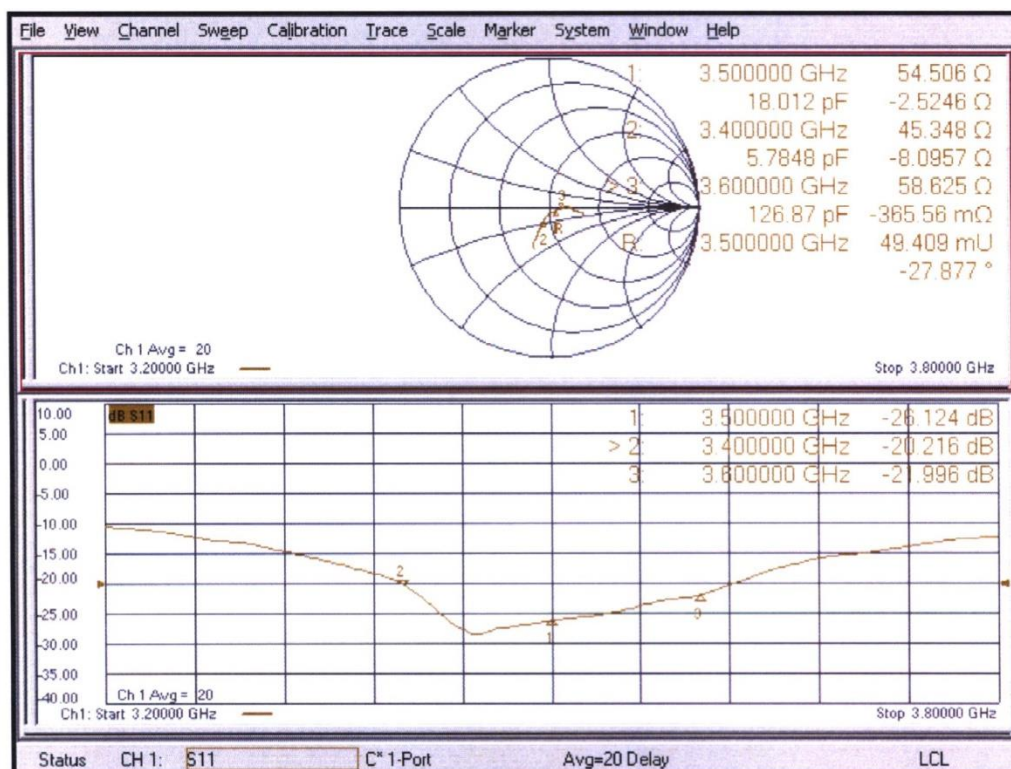 File View Channel Sweep Calibration Trace Scale Marker System Window Help
1: 3.500000 GHz 54.506 Ω
18.012 pF -2.5246 Ω
2: 3.400000 GHz 45.348 Ω
5.7848 pF -8.0957 Ω
> 3: 3.600000 GHz 58.625 Ω
126.87 pF -365.56 mΩ
R: 3.500000 GHz 49.409 mU
-27.877 °
3
2 R
Ch 1 Avg = 20
Ch1: Start 3.20000 GHz Stop 3.80000 GHz
10.00 dB S11 1: 3.500000 GHz -26.124 dB
5.00 > 2: 3.400000 GHz -20.216 dB
0.00 3: 3.600000 GHz -21.996 dB
-5.00
-10.00
-15.00
-20.00 2
-25.00 3
-30.00 1
-35.00
-40.00 Ch 1 Avg = 20
Ch1: Start 3.20000 GHz Stop 3.80000 GHz
Status CH 1: S11 C* 1-Port Avg=20 Delay LCL